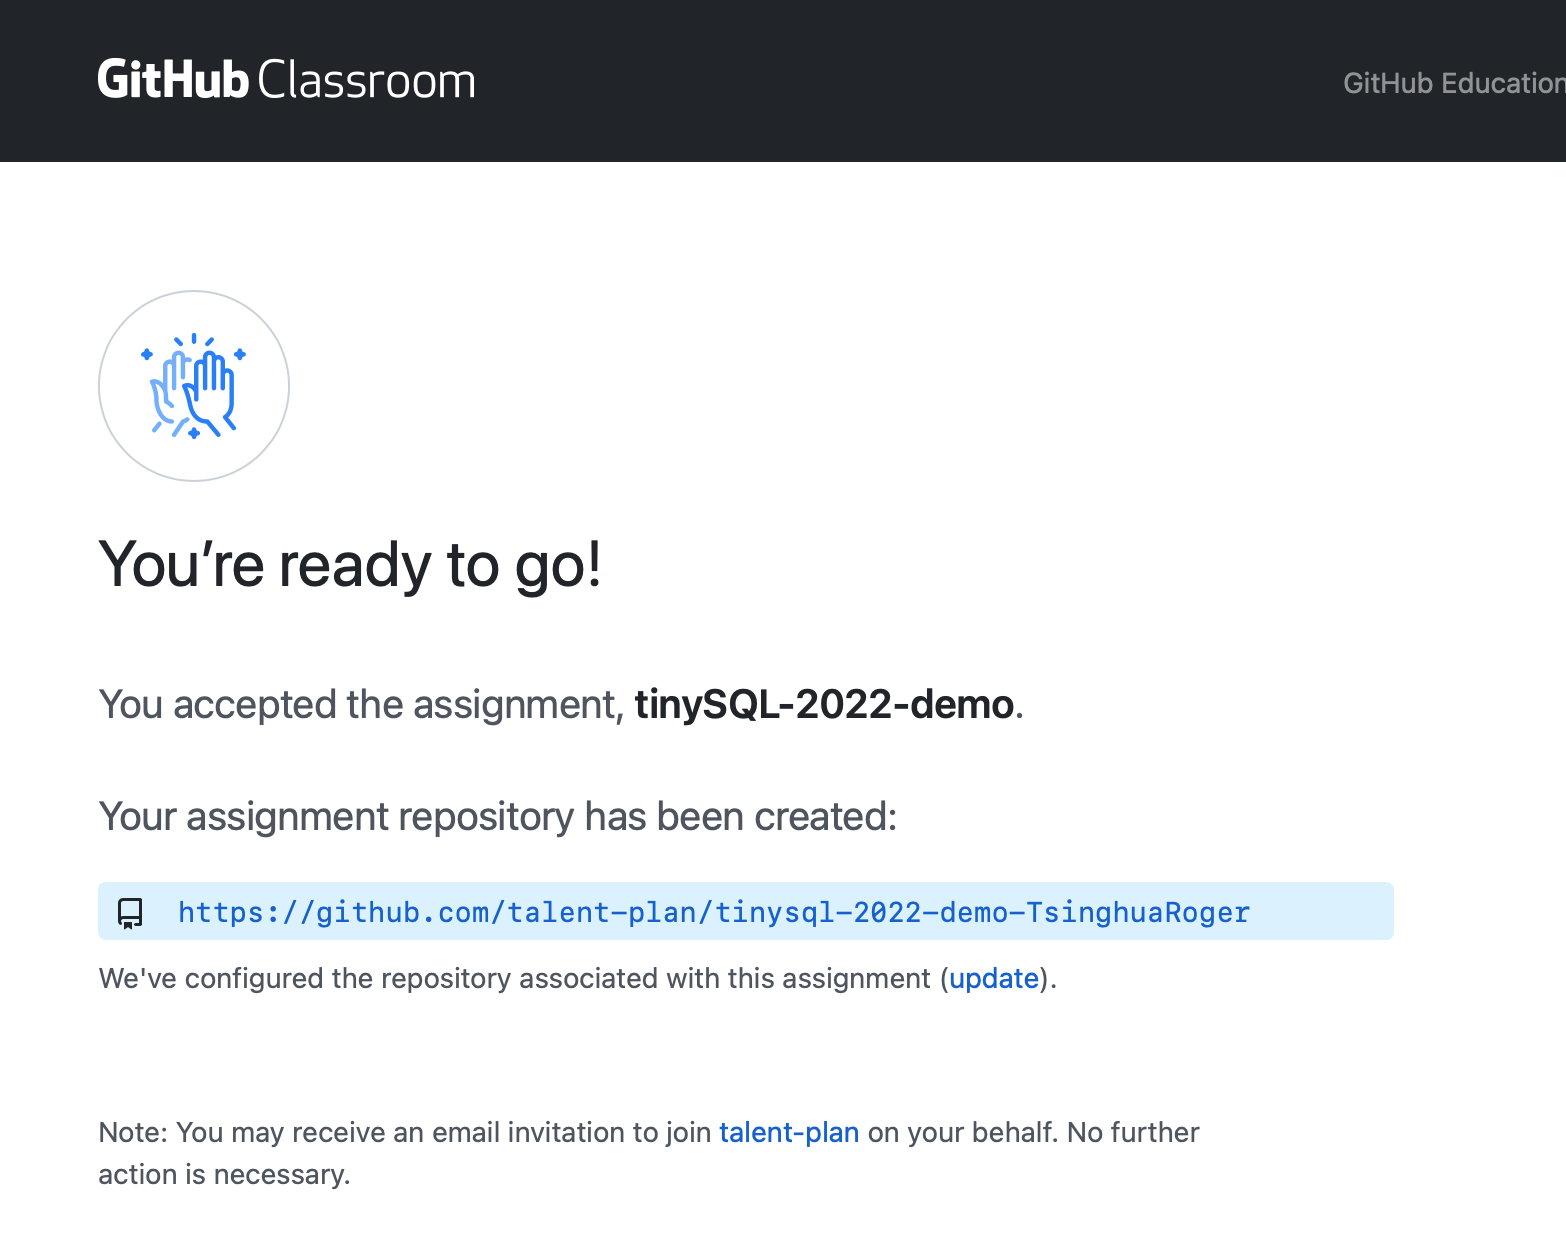 GitHub Classroom
GitHub Education
You’re ready to go!
You accepted the assignment, tinySQL-2022-demo.
Your assignment repository has been created:
https://github.com/talent-plan/tinysql-2022-demo-TsinghuaRoger
We've configured the repository associated with this assignment (update).
Note: You may receive an email invitation to join talent-plan on your behalf. No further
action is necessary.